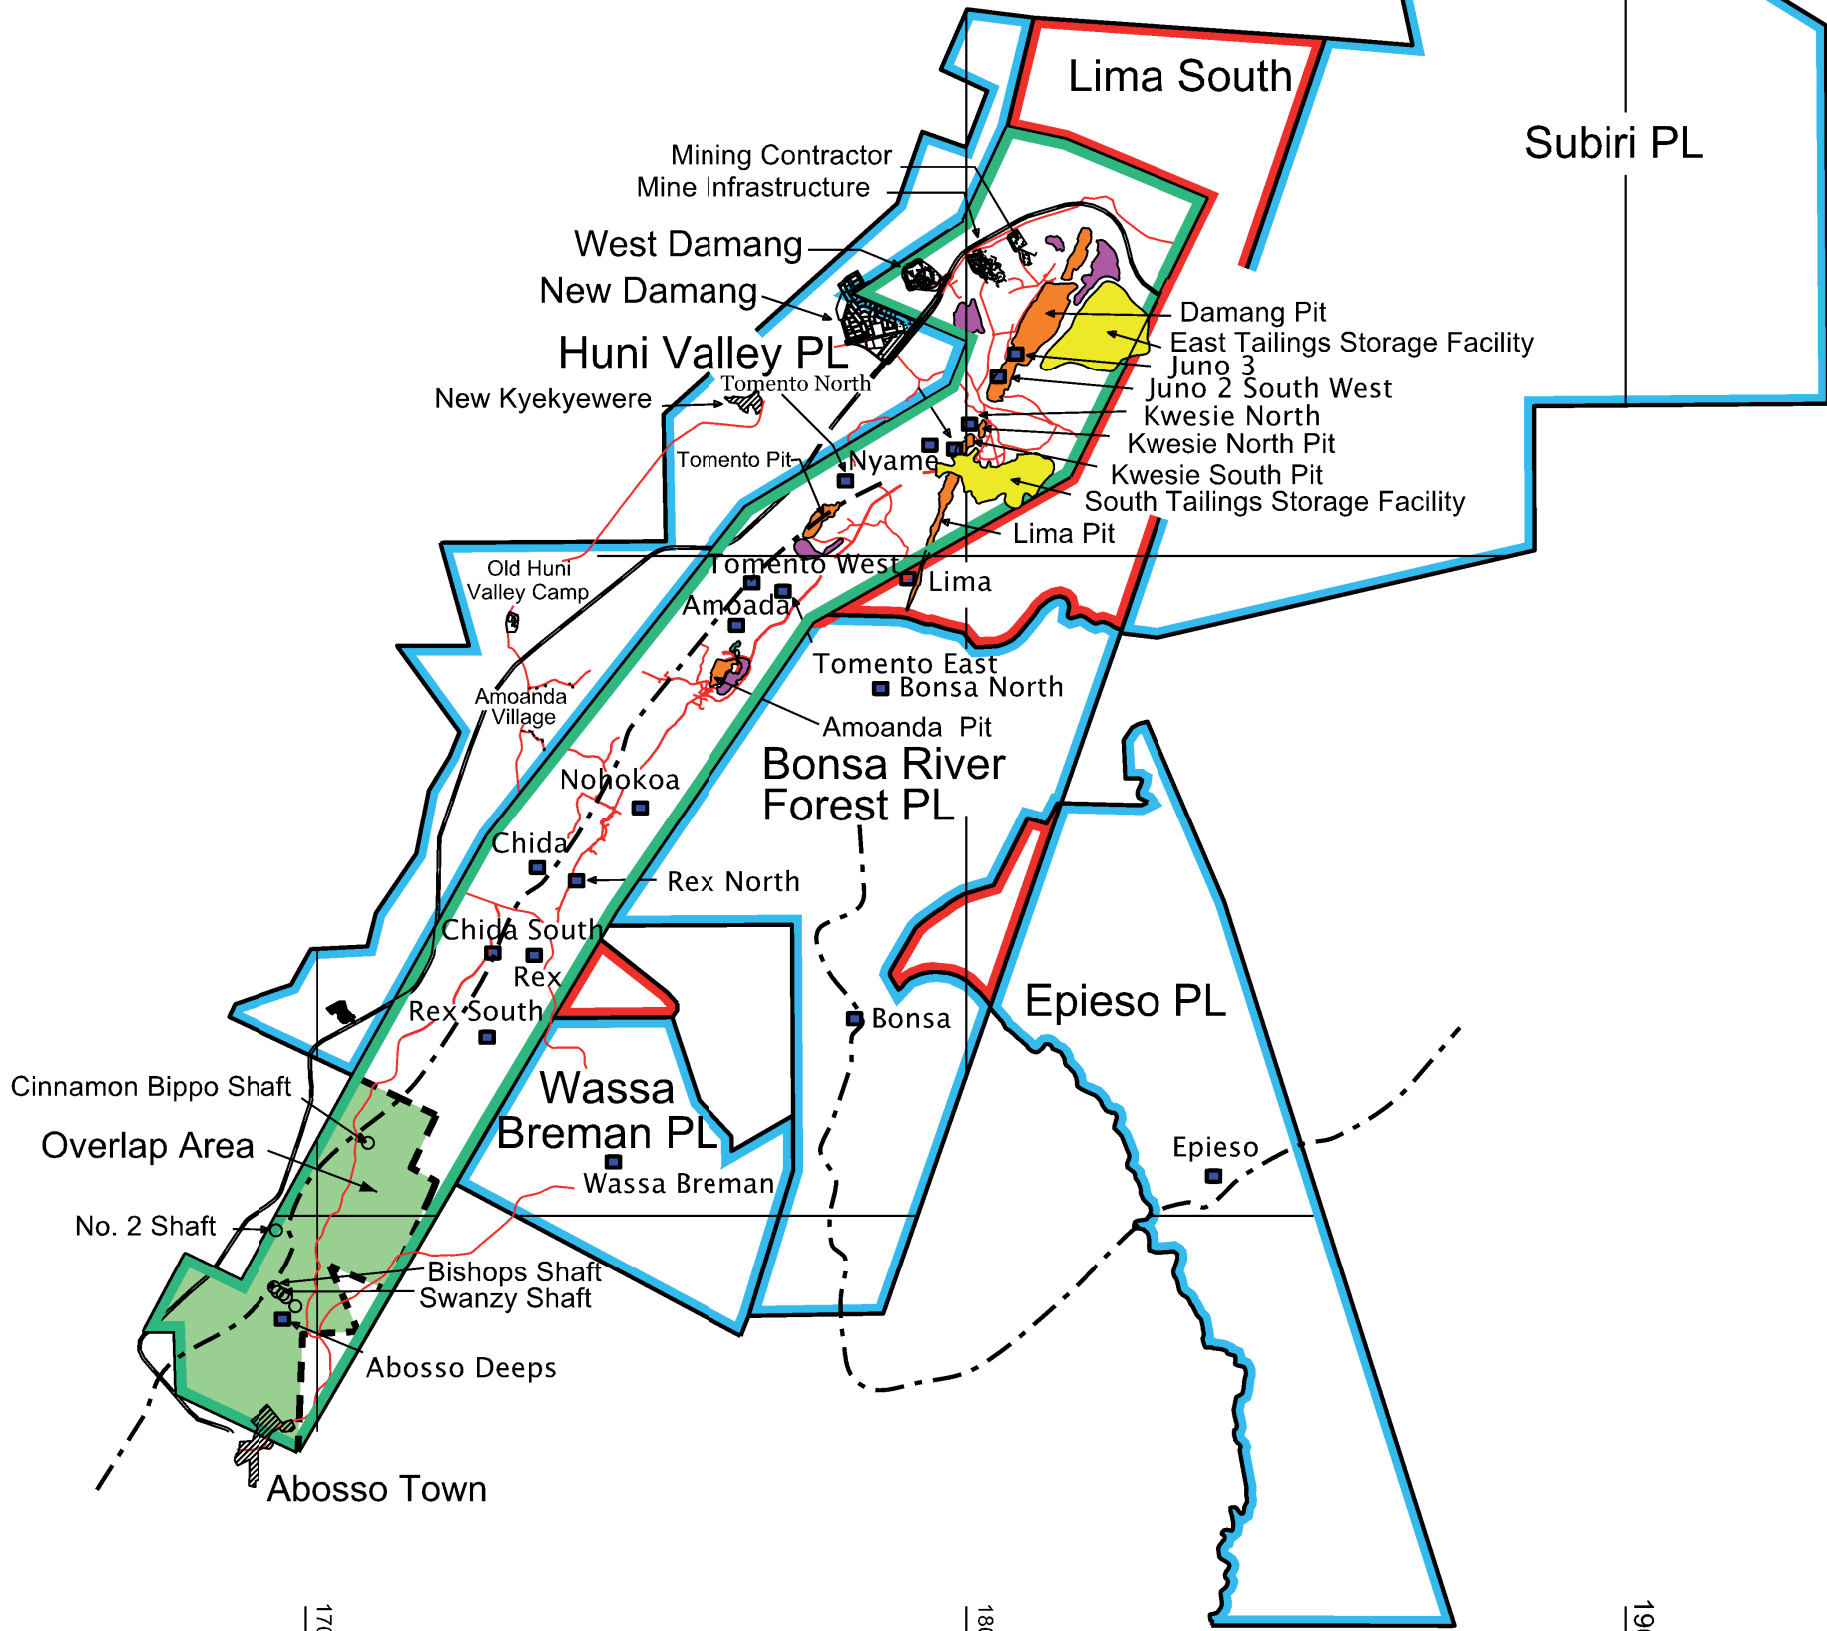 Lima South
Subiri PL
Mining Contractor
Mine Infrastructure
West Damang
New Damang
Damang Pit
East Tailings Storage Facility
Huni Valley PL
Juno 3
Tomento North
Juno 2 South West
New Kyekyewere
Kwesie North
Kwesie North Pit
Tomento Pit
Nyame
Kwesie South Pit
South Tailings Storage Facility
Lima Pit
Old Huni
Valley Camp
Tomento West
Lima
Amoada
Tomento East
Bonsa North
Amoanda
Village
Amoanda Pit
Bonsa River
Forest PL
Nohokoa
Chida
Rex North
Chida South
Rex
Rex South
Epieso PL
Bonsa
Cinnamon Bippo Shaft
Wassa
Breman PL
Overlap Area
Epieso
Wassa Breman
No. 2 Shaft
Bishops Shaft
Swanzy Shaft
Abosso Deeps
Abosso Town